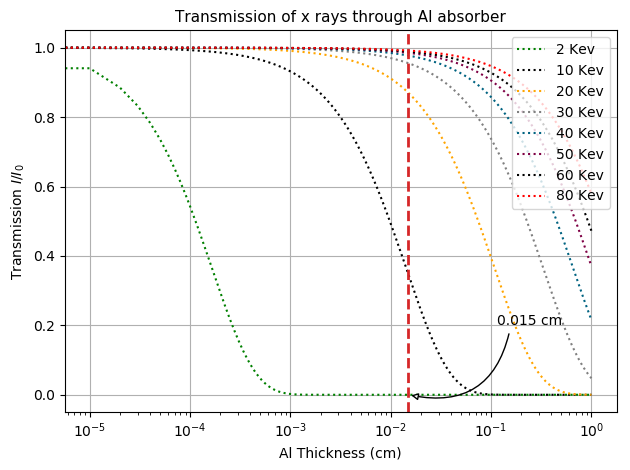 Transmission of x rays through Al absorber
Transmission I/I₀
1.0
0.8
0.6
0.4
0.2
0.0
2 Kev
10 Kev
20 Kev
30 Kev
40 Kev
50 Kev
60 Kev
80 Kev
0.015 cm
10⁻⁵
10⁻⁴
10⁻³
10⁻²
10⁻¹
10⁰
Al Thickness (cm)